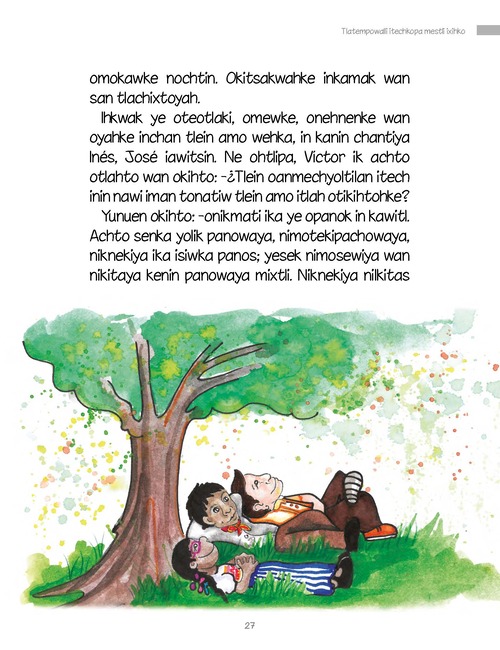 Tlatempowalli itechkopa mestli ixihko
omokawke nochtin. Okitsakwahke inkamak wan
san tlachixtoyah.
Ihkwak ye oteotlaki, omewke, onehnenke wan
oyahke inchan tlein amo wehka, in kanin chantiya
Inés, José iawitsin. Ne ohtlipa, Victor ik achto
otlahto wan okihto: -¿Tlein oanmechyoltilan itech
inin nawi iman tonatiw tlein amo itlah otikihtohke?
Yunuen okihto: -onikmati ika ye opanok in kawitl.
Achto senka yolik panowaya, nimotekipachowaya,
niknekiya ika isiwka panos; yesek nimosewiya wan
nikitaya kenin panowaya mixtli. Niknekiya nilkitas
27